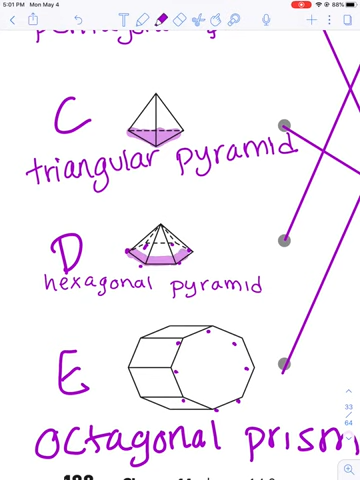 5:01 PM Mon May 4
88%
C
triangular pyramid
D
hexagonal pyramid
33
64
E
octagonal prism